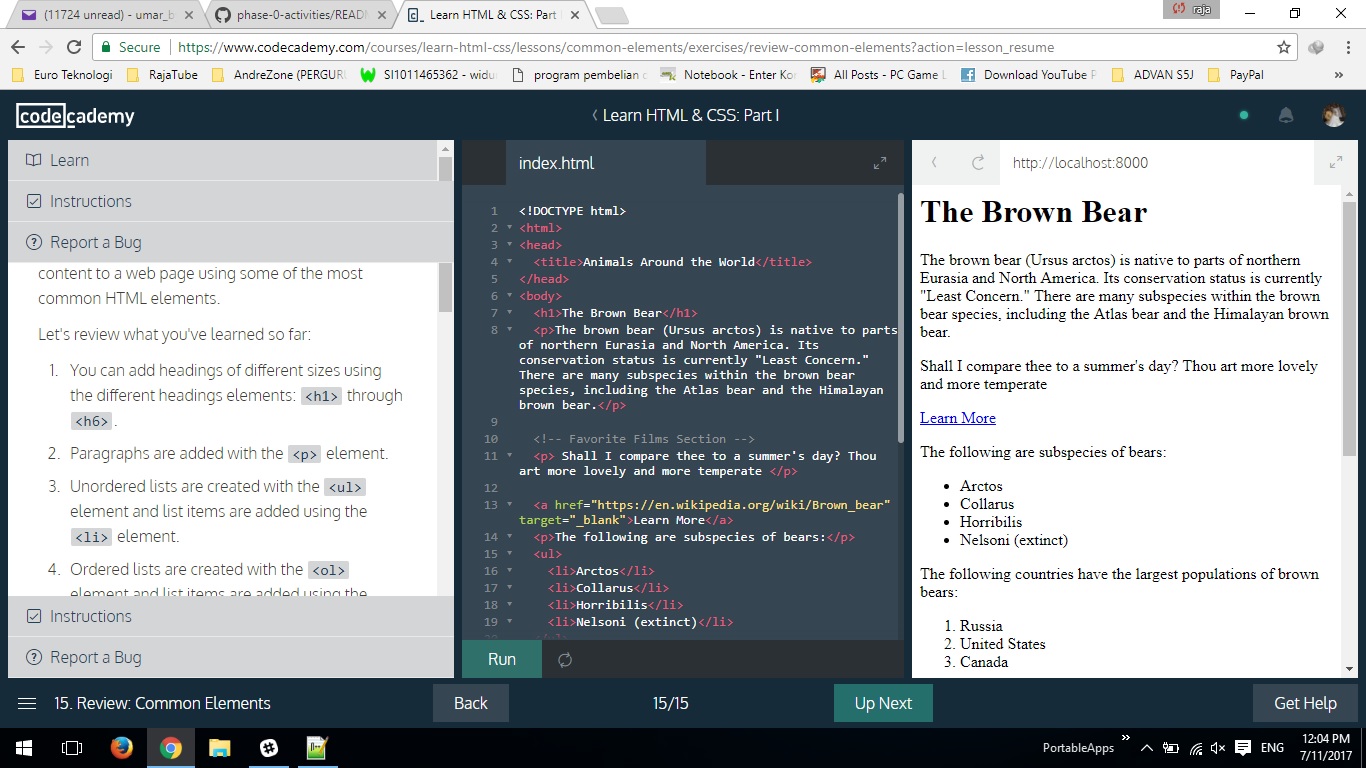 (11724 unread) - umar_b
phase-0-activities/READM
Learn HTML & CSS: Part I
raja
Secure https://www.codecademy.com/courses/learn-html-css/lessons/common-elements/exercises/review-common-elements?action=lesson_resume
Euro Teknologi
RajaTube
AndreZone (PERGURU
SI1011465362 - widur
program pembelian c
Notebook - Enter Kor
All Posts - PC Game L
Download YouTube P
ADVAN S5J
PayPal
»
codecademy
Learn HTML & CSS: Part I
Learn
Instructions
Report a Bug
content to a web page using some of the most
common HTML elements.
Let's review what you've learned so far:
1. You can add headings of different sizes using
the different headings elements: <h1> through
<h6> .
2. Paragraphs are added with the <p> element.
3. Unordered lists are created with the <ul>
element and list items are added using the
<li> element.
4. Ordered lists are created with the <ol>
element and list items are added using the
Instructions
Report a Bug
index.html
1 <!DOCTYPE html>
2 <html>
3 <head>
4 <title>Animals Around the World</title>
5 </head>
6 <body>
7 <h1>The Brown Bear</h1>
8 <p>The brown bear (Ursus arctos) is native to parts
of northern Eurasia and North America. Its
conservation status is currently "Least Concern."
There are many subspecies within the brown bear
species, including the Atlas bear and the Himalayan
brown bear.</p>
9
10 <!-- Favorite Films Section -->
11 <p> Shall I compare thee to a summer's day? Thou
art more lovely and more temperate </p>
12
13 <a href="https://en.wikipedia.org/wiki/Brown_bear"
target="_blank">Learn More</a>
14 <p>The following are subspecies of bears:</p>
15 <ul>
16 <li>Arctos</li>
17 <li>Collarus</li>
18 <li>Horribilis</li>
19 <li>Nelsoni (extinct)</li>
Run
http://localhost:8000
The Brown Bear
The brown bear (Ursus arctos) is native to parts of northern
Eurasia and North America. Its conservation status is currently
"Least Concern." There are many subspecies within the brown
bear species, including the Atlas bear and the Himalayan brown
bear.
Shall I compare thee to a summer's day? Thou art more lovely
and more temperate
Learn More
The following are subspecies of bears:
• Arctos
• Collarus
• Horribilis
• Nelsoni (extinct)
The following countries have the largest populations of brown
bears:
1. Russia
2. United States
3. Canada
15. Review: Common Elements
Back
15/15
Up Next
Get Help
PortableApps
»
ENG
12:04 PM
7/11/2017